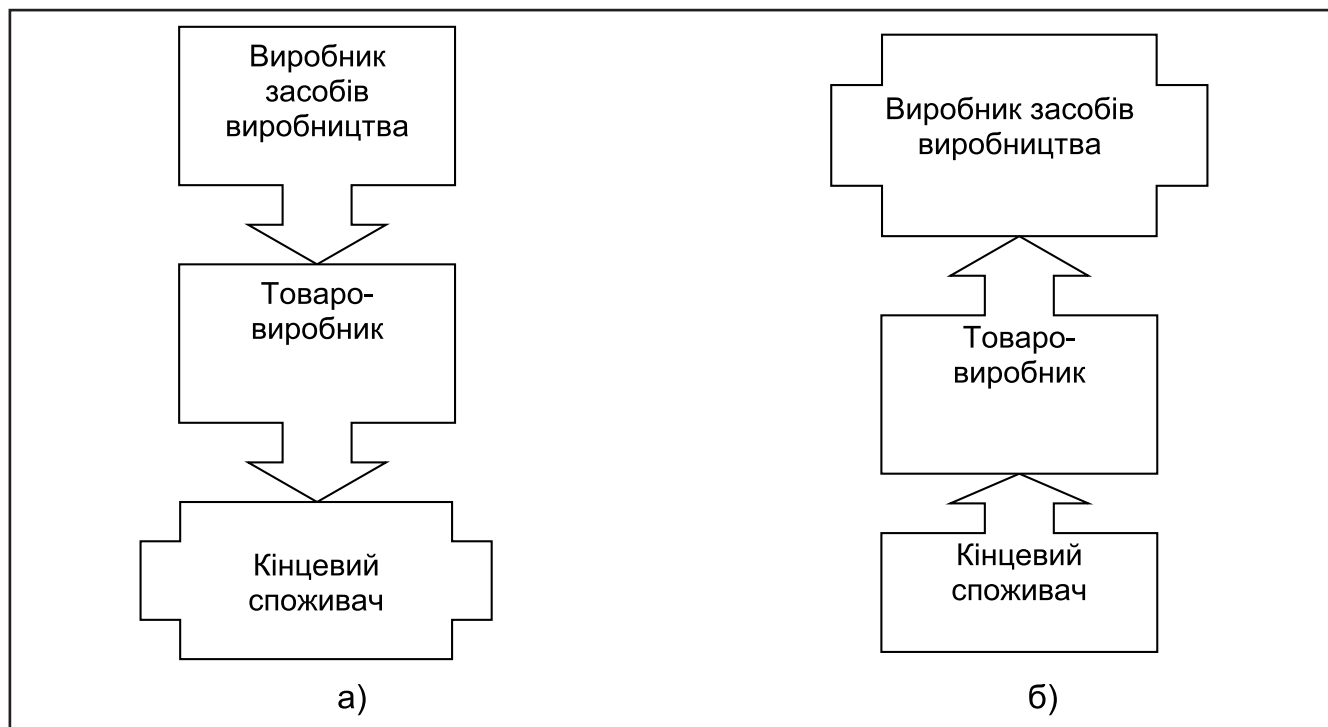 Виробник
засобів
виробництва
Товаро-
виробник
Кінцевий
споживач
а)
Виробник засобів
виробництва
Товаро-
виробник
Кінцевий
споживач
б)